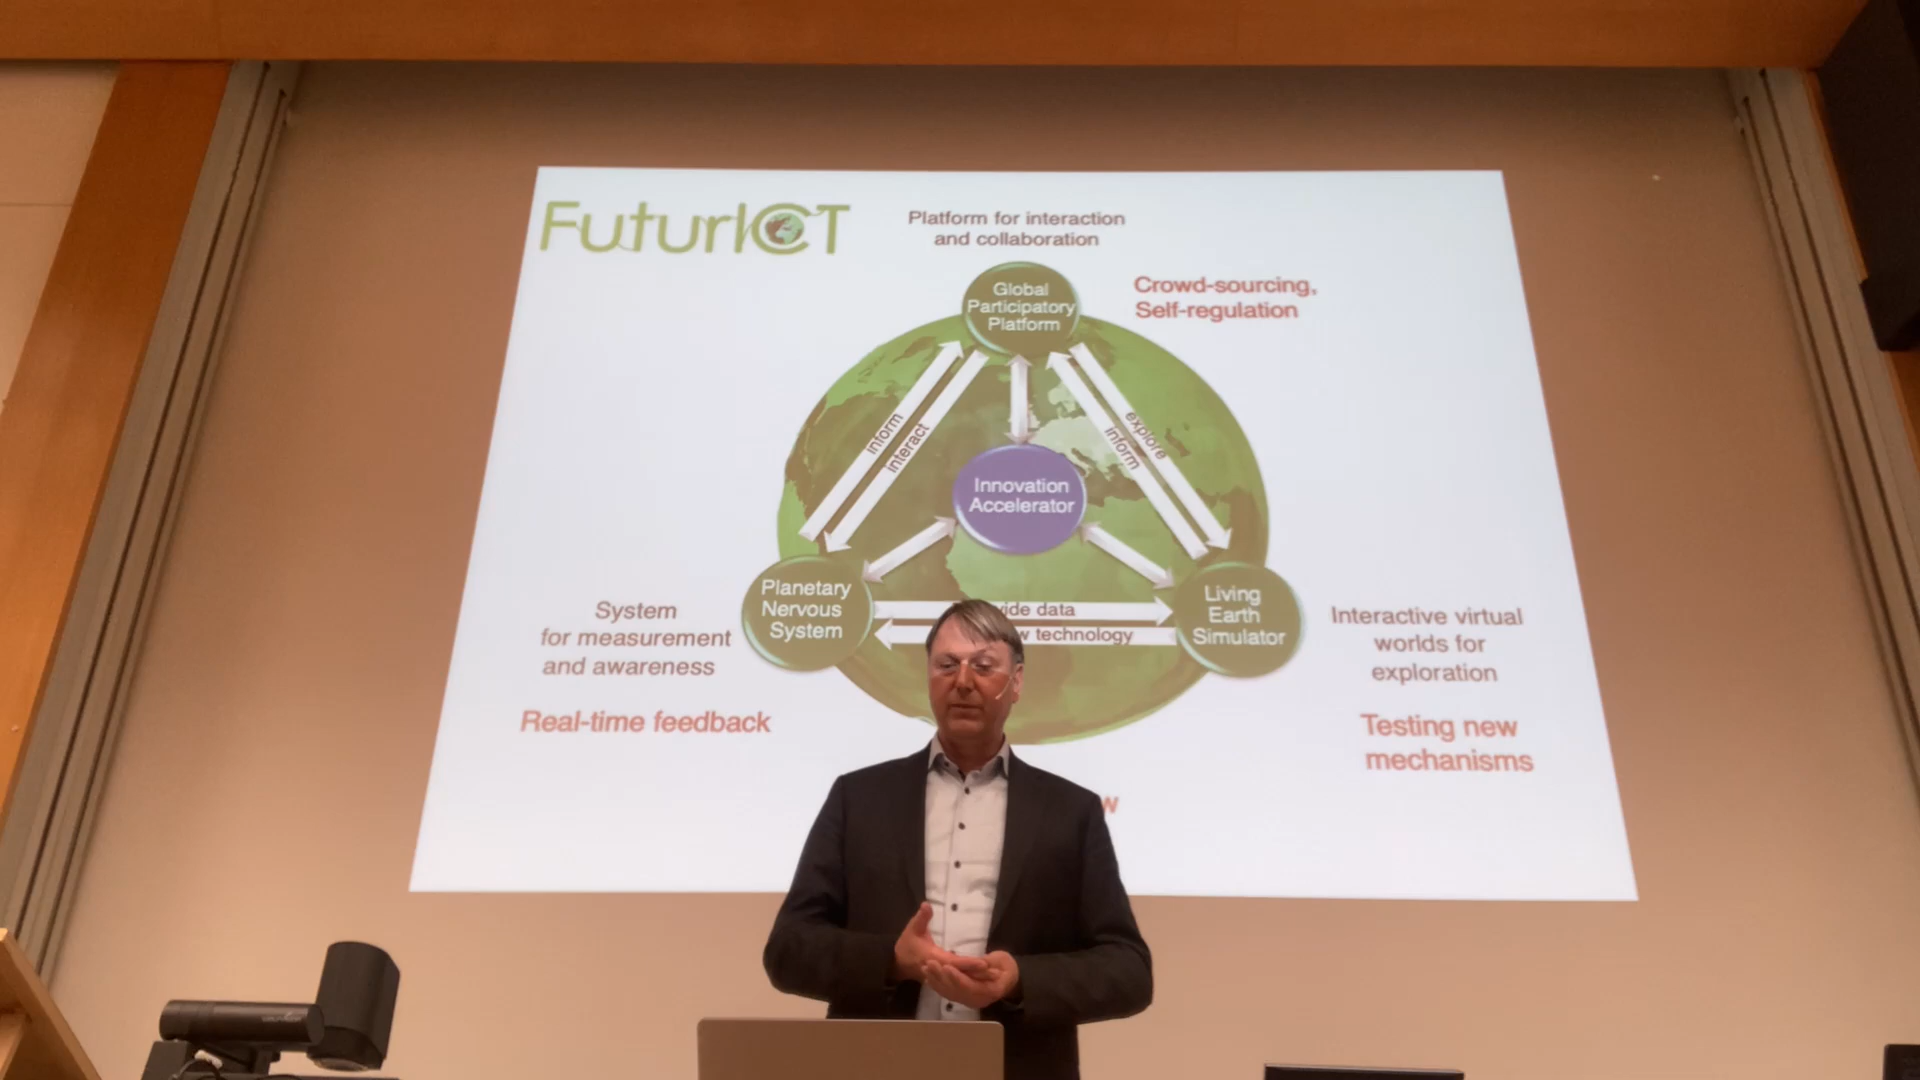 FuturICT
Platform for interaction
and collaboration
Global
Participatory
Platform
Crowd-sourcing,
Self-regulation
inform
interact
explore
inform
Innovation
Accelerator
Planetary
Nervous
System
Living
Earth
Simulator
data
technology
System
for measurement
and awareness
Interactive virtual
worlds for
exploration
Real-time feedback
Testing new
mechanisms